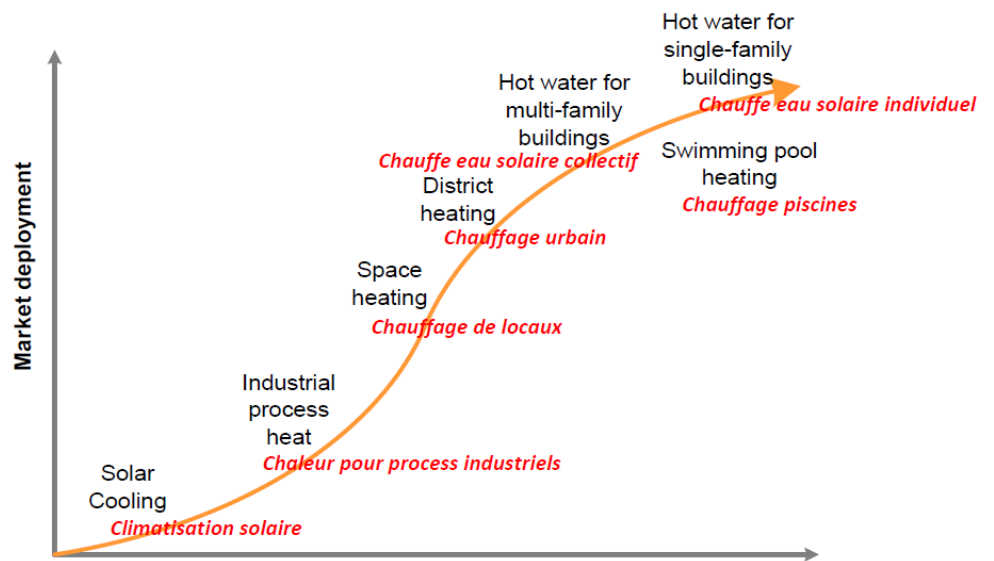 Hot water for
single-family
buildings
Chauffe eau solaire individuel
Hot water for
multi-family
buildings
Chauffe eau solaire collectif
Swimming pool
heating
Chauffage piscines
District
heating
Chauffage urbain
Space
heating
Chauffage de locaux
Market deployment
Industrial
process
heat
Chaleur pour process industriels
Solar
Cooling
Climatisation solaire